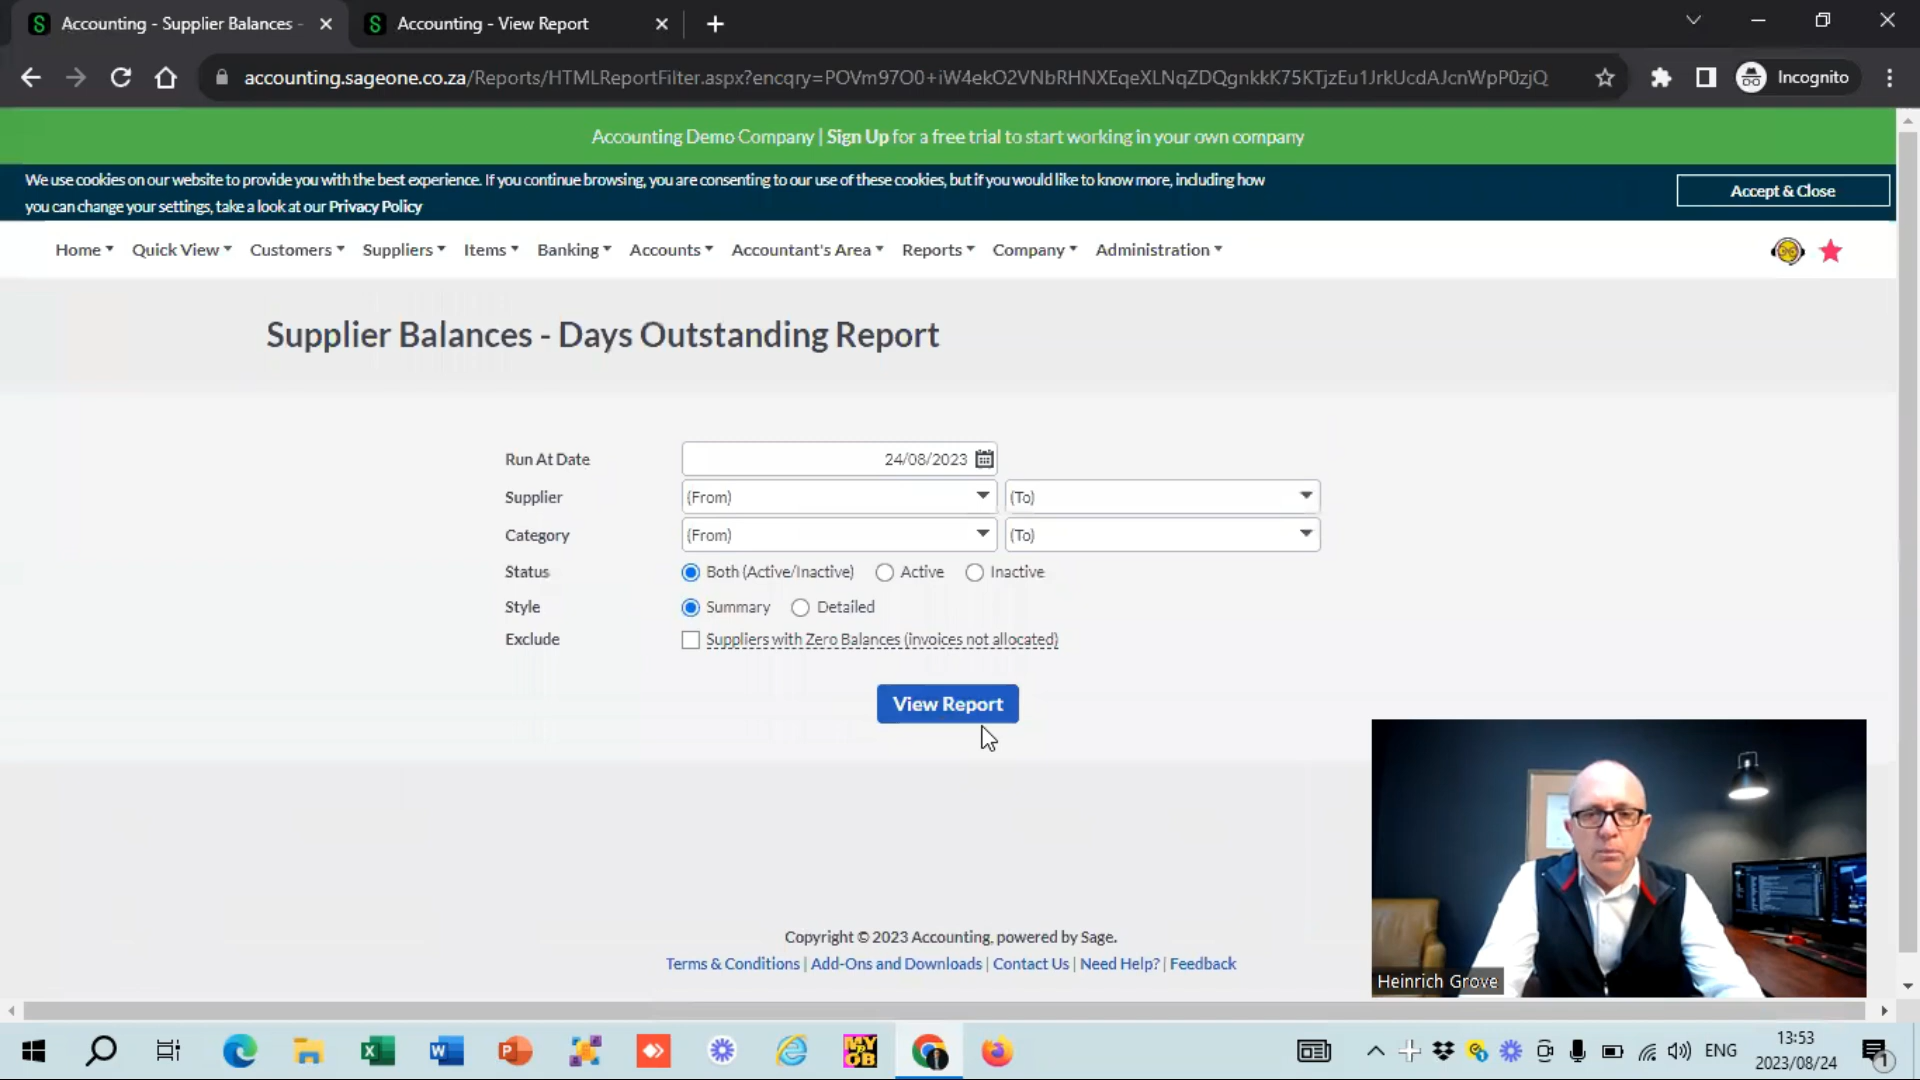 Accounting - Supplier Balances -
Accounting - View Report
accounting.sageone.co.za/Reports/HTMLReportFilter.aspx?encqry=POVm97O0+iW4ekO2VNbRHNXEqeXLNqZDQgnkkK75KTjzEu1JrkUcdAJcnWpP0zjQ
Incognito
Accounting Demo Company | Sign Up for a free trial to start working in your own company
We use cookies on our website to provide you with the best experience. If you continue browsing, you are consenting to our use of these cookies, but if you would like to know more, including how
you can change your settings, take a look at our Privacy Policy
Accept & Close
Home Quick View Customers Suppliers Items Banking Accounts Accountant's Area Reports Company Administration
Supplier Balances - Days Outstanding Report
Run At Date 24/08/2023
Supplier (From) (To)
Category (From) (To)
Status Both (Active/Inactive) Active Inactive
Style Summary Detailed
Exclude Suppliers with Zero Balances (invoices not allocated)
View Report
Copyright © 2023 Accounting, powered by Sage.
Terms & Conditions | Add-Ons and Downloads | Contact Us | Need Help? | Feedback
Heinrich Grove
MY
OB
ENG
13:53
2023/08/24
1